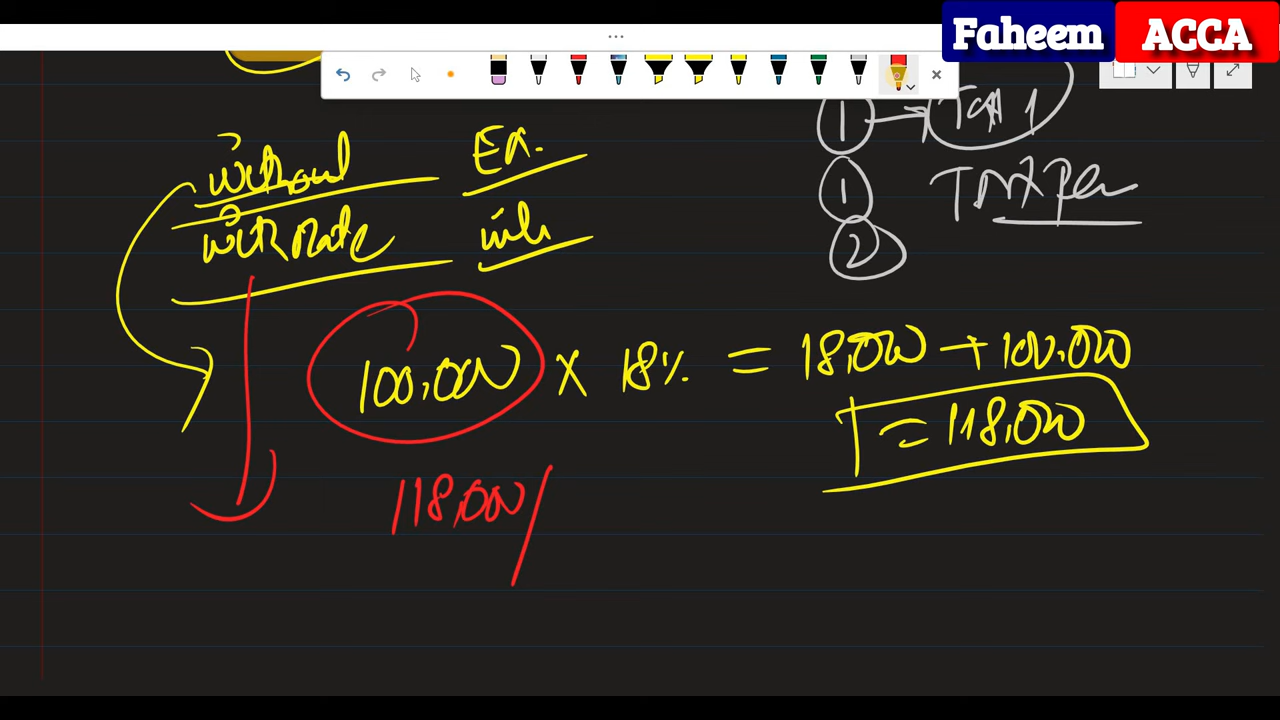 Faheem ACCA
without Ex.
with Rate
1 →
1
2
100,000 × 18% = 18,000 + 100,000
= 118,000
118,000/